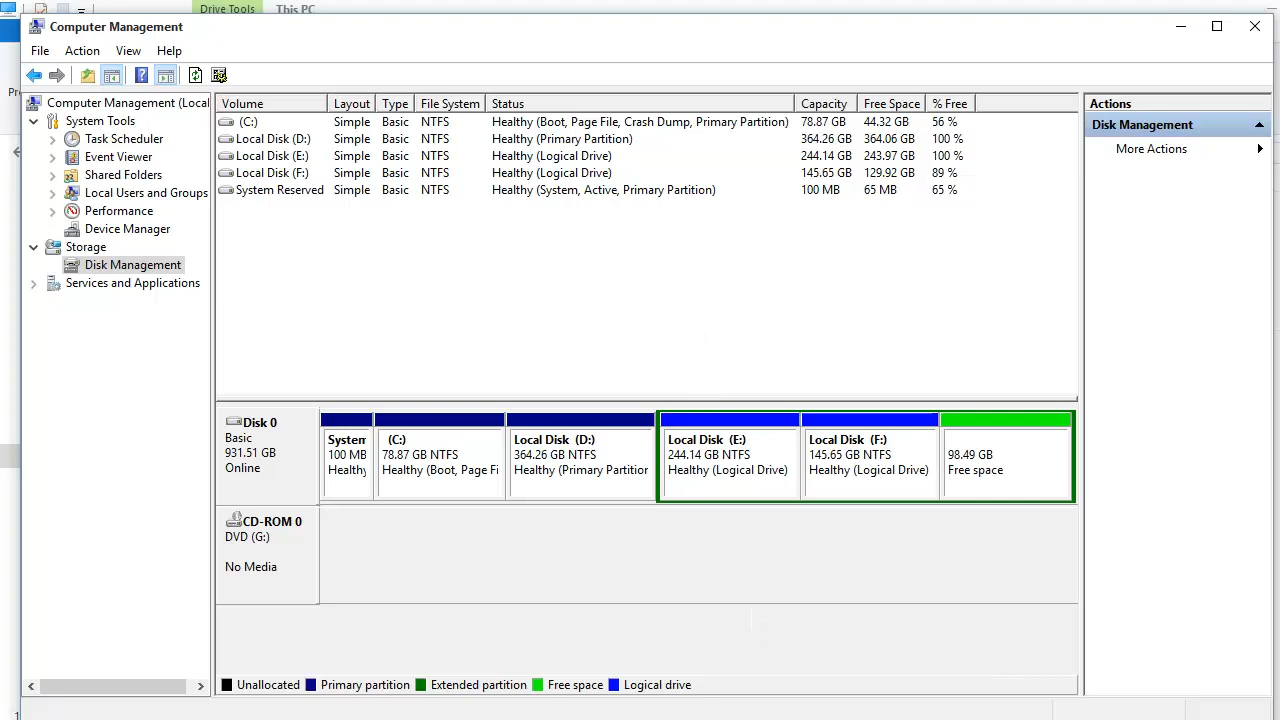 Drive Tools This PC
Computer Management
File Action View Help
Computer Management (Local
System Tools
Task Scheduler
Event Viewer
Shared Folders
Local Users and Groups
Performance
Device Manager
Storage
Disk Management
Services and Applications
Volume Layout Type File System Status Capacity Free Space % Free
(C:) Simple Basic NTFS Healthy (Boot, Page File, Crash Dump, Primary Partition) 78.87 GB 44.32 GB 56 %
Local Disk (D:) Simple Basic NTFS Healthy (Primary Partition) 364.26 GB 364.06 GB 100 %
Local Disk (E:) Simple Basic NTFS Healthy (Logical Drive) 244.14 GB 243.97 GB 100 %
Local Disk (F:) Simple Basic NTFS Healthy (Logical Drive) 145.65 GB 129.92 GB 89 %
System Reserved Simple Basic NTFS Healthy (System, Active, Primary Partition) 100 MB 65 MB 65 %
Actions
Disk Management
More Actions
Disk 0
Basic
931.51 GB
Online
System
100 MB
Healthy
(C:)
78.87 GB NTFS
Healthy (Boot, Page Fi
Local Disk (D:)
364.26 GB NTFS
Healthy (Primary Partition
Local Disk (E:)
244.14 GB NTFS
Healthy (Logical Drive)
Local Disk (F:)
145.65 GB NTFS
Healthy (Logical Drive)
98.49 GB
Free space
CD-ROM 0
DVD (G:)
No Media
Unallocated Primary partition Extended partition Free space Logical drive